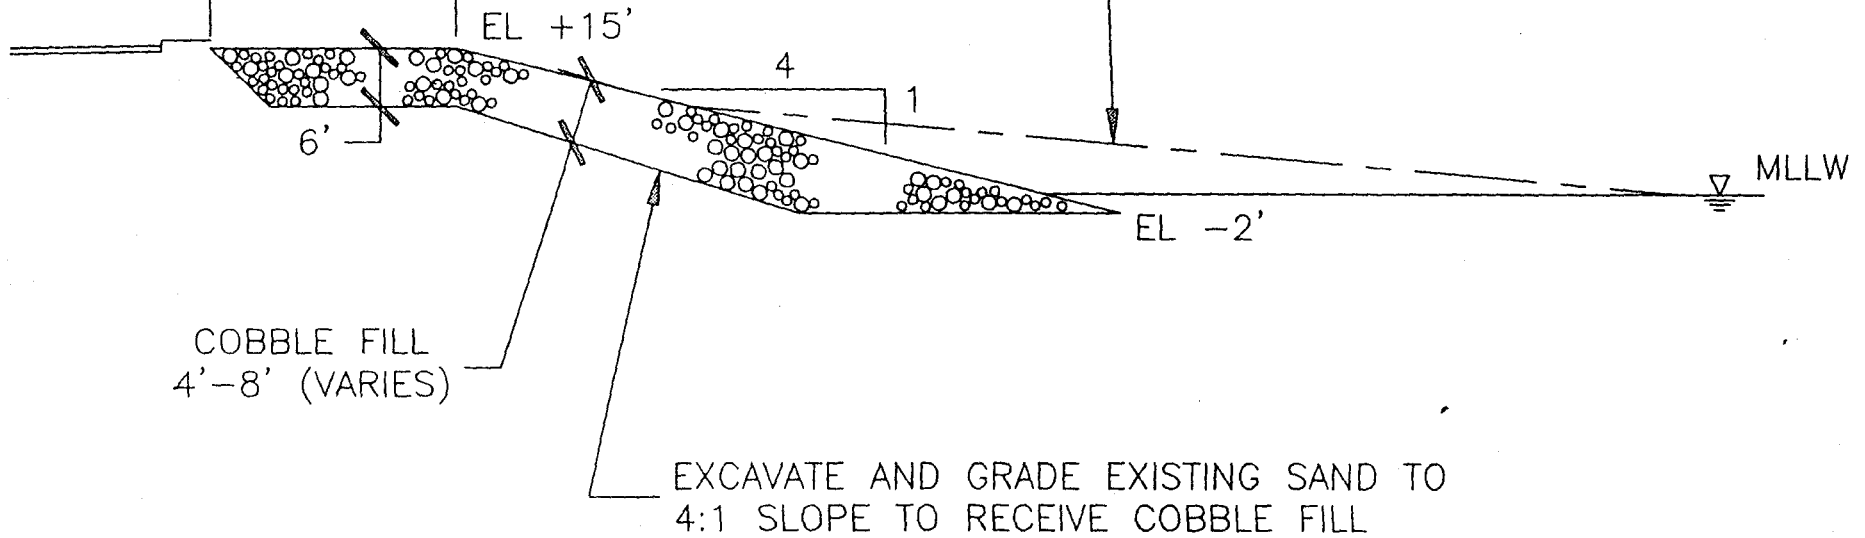 EL +15'
4
1
6'
MLLW
EL -2'
COBBLE FILL
4'-8' (VARIES)
EXCAVATE AND GRADE EXISTING SAND TO
4:1 SLOPE TO RECEIVE COBBLE FILL